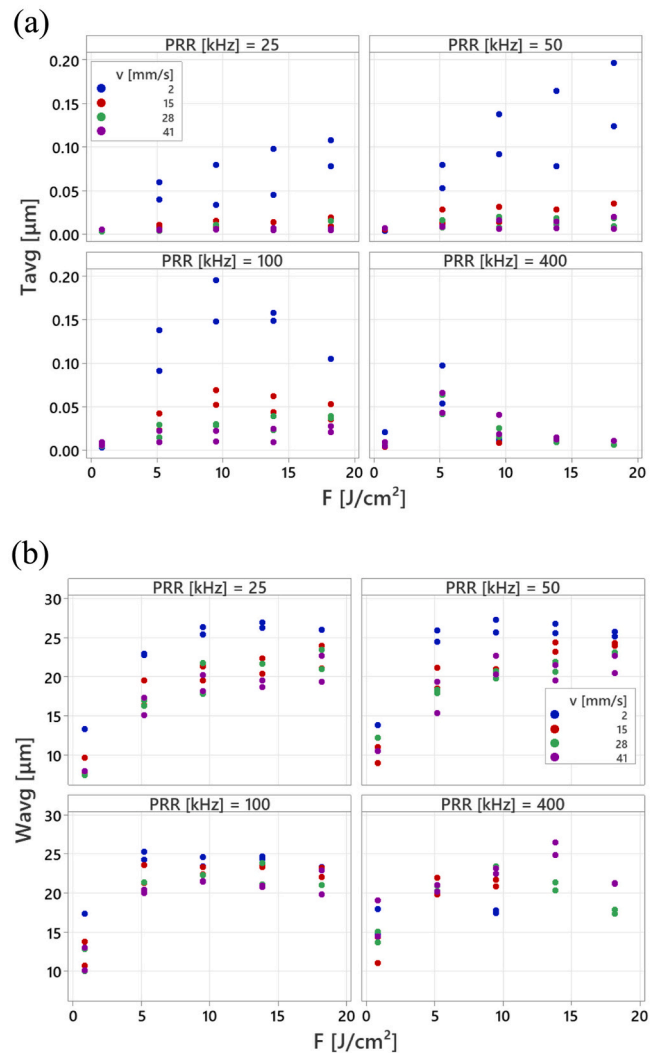 (a)
PRR [kHz] = 25 PRR [kHz] = 50
0.20
v [mm/s]
2
15
28
41
0.15
0.10
0.05
0.00
Tavg [µm]
PRR [kHz] = 100 PRR [kHz] = 400
0.20
0.15
0.10
0.05
0.00
0 5 10 15 20 0 5 10 15 20
F [J/cm²]
(b)
PRR [kHz] = 25 PRR [kHz] = 50
30
25
20
15
10
v [mm/s]
2
15
28
41
Wavg [µm]
PRR [kHz] = 100 PRR [kHz] = 400
30
25
20
15
10
0 5 10 15 20 0 5 10 15 20
F [J/cm²]